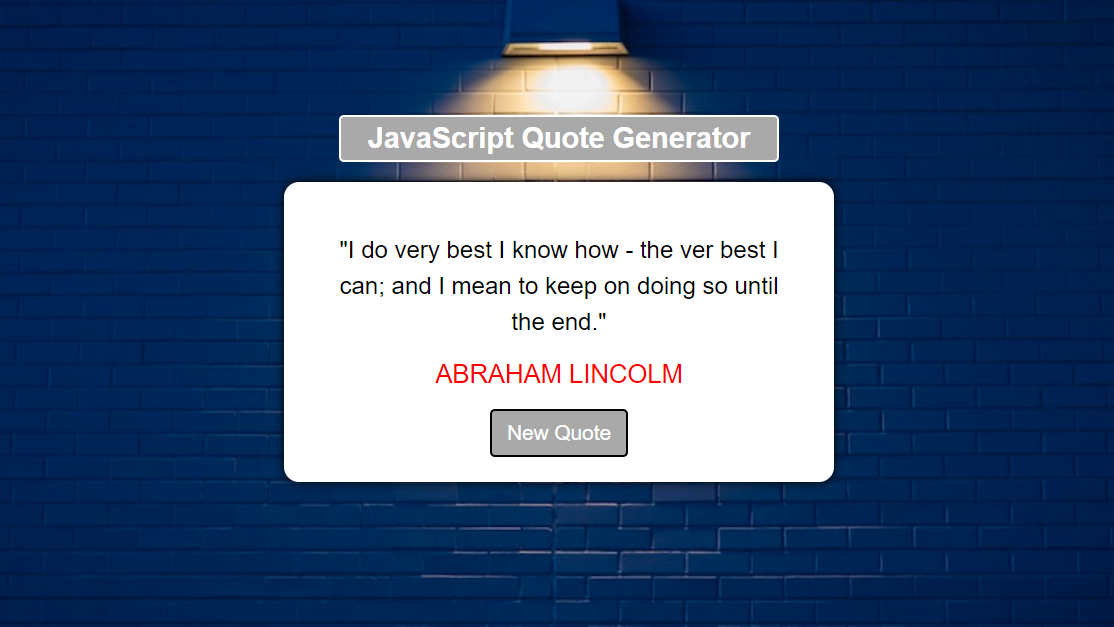 JavaScript Quote Generator
"I do very best I know how - the ver best I
can; and I mean to keep on doing so until
the end."
ABRAHAM LINCOLM
New Quote